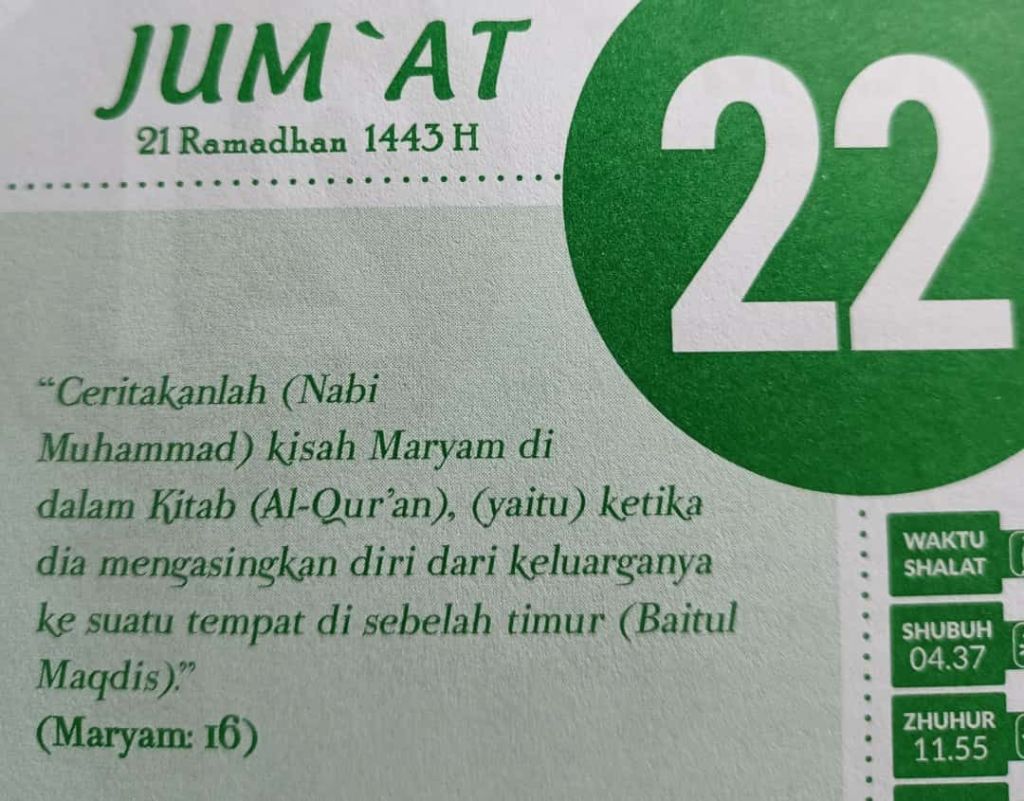 JUM`AT
21 Ramadhan 1443 H
22
“Ceritakanlah (Nabi
Muhammad) kisah Maryam di
dalam Kitab (Al-Qur’an), (yaitu) ketika
dia mengasingkan diri dari keluarganya
ke suatu tempat di sebelah timur (Baitul
Maqdis).”
(Maryam: 16)
WAKTU
SHALAT
SHUBUH
04.37
ZHUHUR
11.55